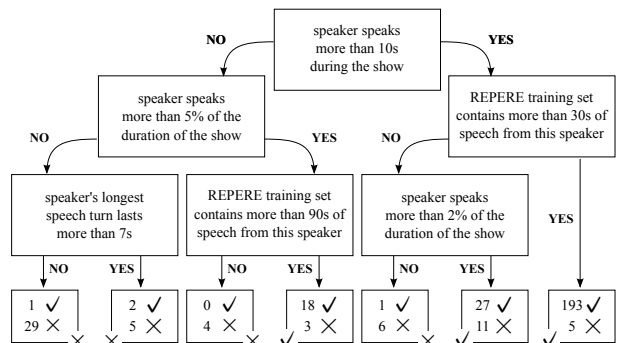 speaker speaks
more than 10s
during the show
NO
YES
speaker speaks
more than 5% of the
duration of the show
REPERE training set
contains more than 30s of
speech from this speaker
NO
YES
NO
YES
speaker's longest
speech turn lasts
more than 7s
REPERE training set
contains more than 90s of
speech from this speaker
speaker speaks
more than 2% of the
duration of the show
NO
YES
NO
YES
NO
YES
1 ✓
29 ✕
2 ✓
5 ✕
0 ✓
4 ✕
18 ✓
3 ✕
1 ✓
6 ✕
27 ✓
11 ✕
193 ✓
5 ✕